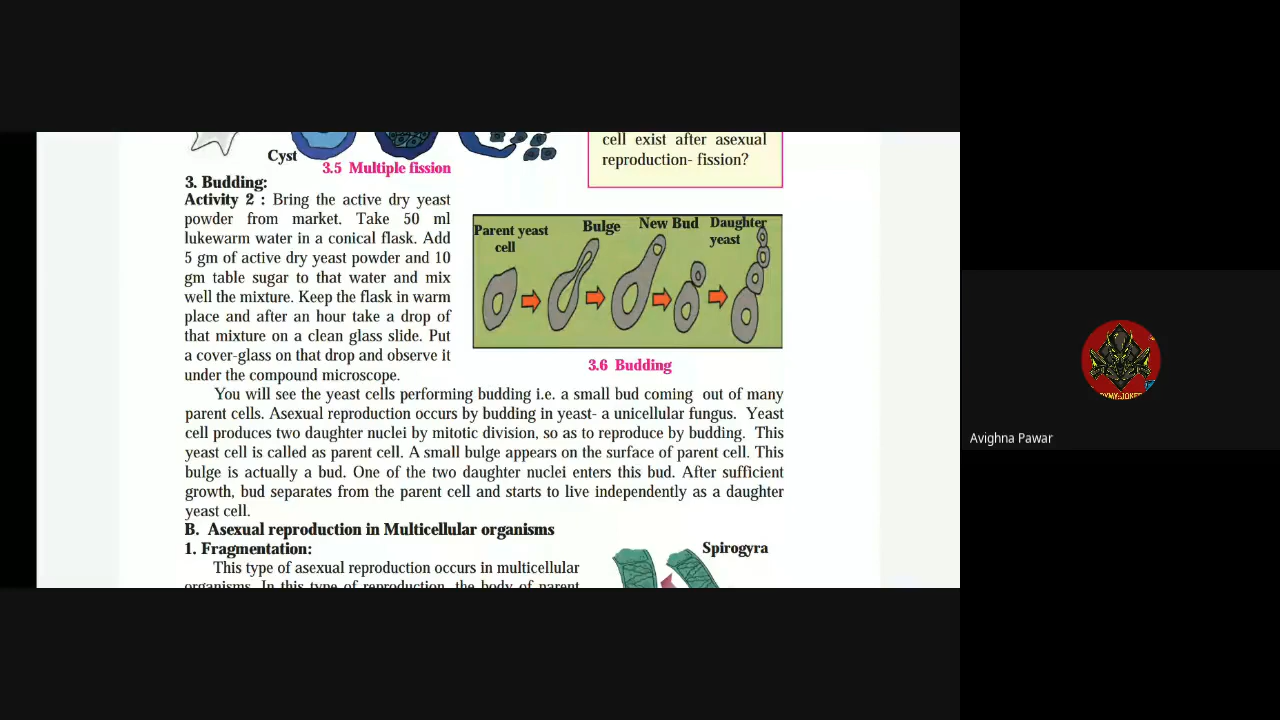 cell exist after asexual
reproduction- fission?
Cyst
3.5 Multiple fission
3. Budding:
Activity 2 : Bring the active dry yeast
powder from market. Take 50 ml
lukewarm water in a conical flask. Add
5 gm of active dry yeast powder and 10
gm table sugar to that water and mix
well the mixture. Keep the flask in warm
place and after an hour take a drop of
that mixture on a clean glass slide. Put
a cover-glass on that drop and observe it
under the compound microscope.
Parent yeast
cell
Bulge
New Bud
Daughter
yeast
3.6 Budding
You will see the yeast cells performing budding i.e. a small bud coming out of many
parent cells. Asexual reproduction occurs by budding in yeast- a unicellular fungus. Yeast
cell produces two daughter nuclei by mitotic division, so as to reproduce by budding. This
yeast cell is called as parent cell. A small bulge appears on the surface of parent cell. This
bulge is actually a bud. One of the two daughter nuclei enters this bud. After sufficient
growth, bud separates from the parent cell and starts to live independently as a daughter
yeast cell.
B. Asexual reproduction in Multicellular organisms
1. Fragmentation:
This type of asexual reproduction occurs in multicellular
organisms. In this type of reproduction, the body of parent
Spirogyra
Avighna Pawar